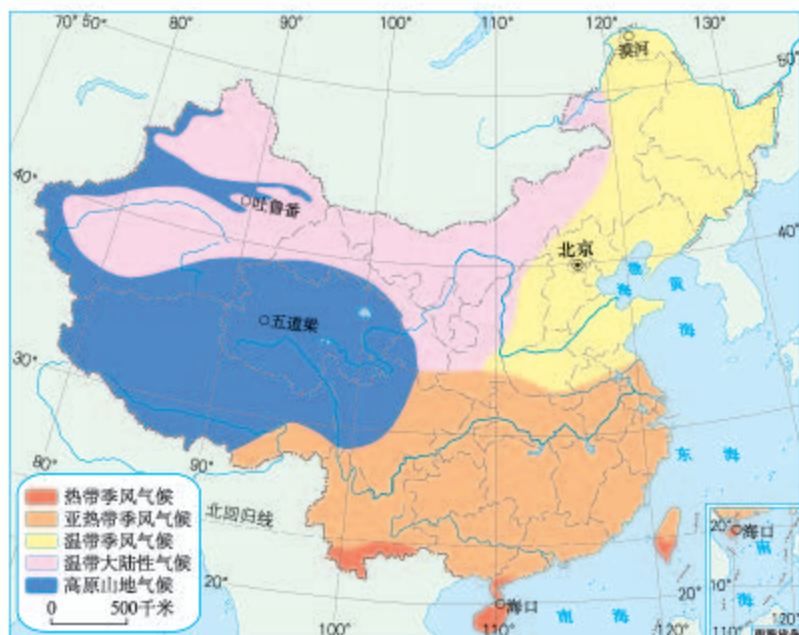 70° 80° 90° 100° 110° 120° 130°
漠河
50°
40°
吐鲁番
北京
渤海
黄海
40°
五道梁
30°
30°
东海
80°
90°
热带季风气候
亚热带季风气候
温带季风气候
温带大陆性气候
高原山地气候
0 500千米
北回归线
20°
100°
海口
南海
110°
20°
120°
20°
海口
南海
10°
110°
120°